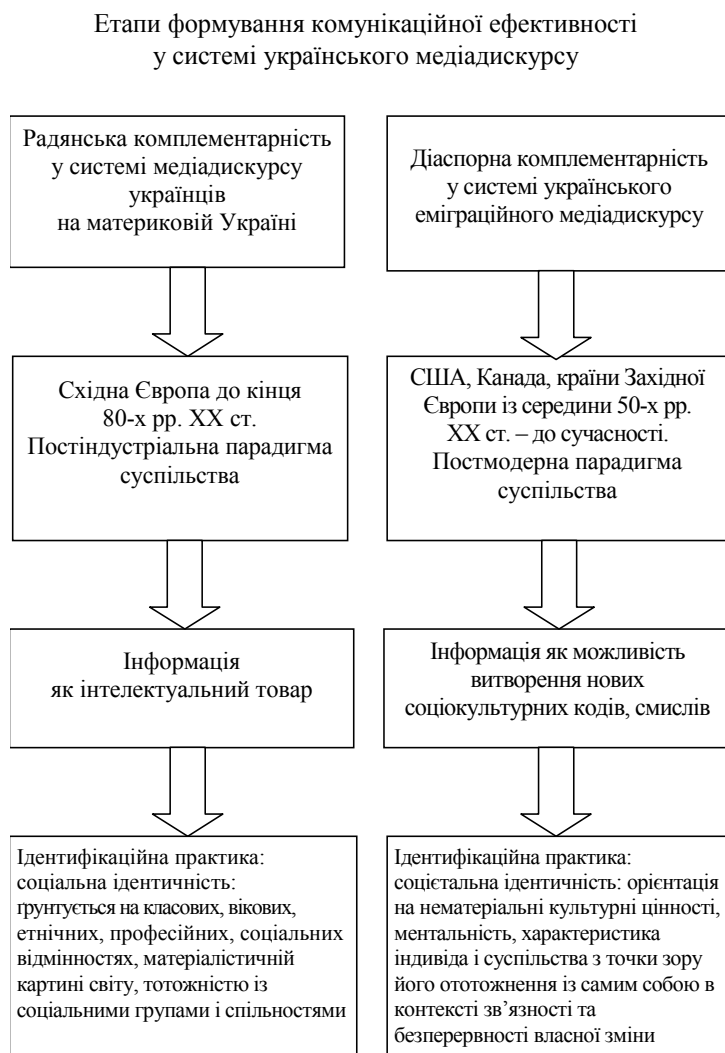 Етапи формування комунікаційної ефективності
у системі українського медіадискурсу
Радянська комплементарність
у системі медіадискурсу
українців
на материковій Україні
Діаспорна комплементарність
у системі українського
еміграційного медіадискурсу
Східна Європа до кінця
80-х рр. ХХ ст.
Постіндустріальна парадигма
суспільства
США, Канада, країни Західної
Європи із середини 50-х рр.
ХХ ст. – до сучасності.
Постмодерна парадигма
суспільства
Інформація
як інтелектуальний товар
Інформація як можливість
витворення нових
соціокультурних кодів, смислів
Ідентифікаційна практика:
соціальна ідентичність:
ґрунтується на класових, вікових,
етнічних, професійних, соціальних
відмінностях, матеріалістичній
картині світу, тотожністю із
соціальними групами і спільностями
Ідентифікаційна практика:
соцієтальна ідентичність: орієнтація
на нематеріальні культурні цінності,
ментальність, характеристика
індивіда і суспільства з точки зору
його ототожнення із самим собою в
контексті зв’язності та
безперервності власної зміни